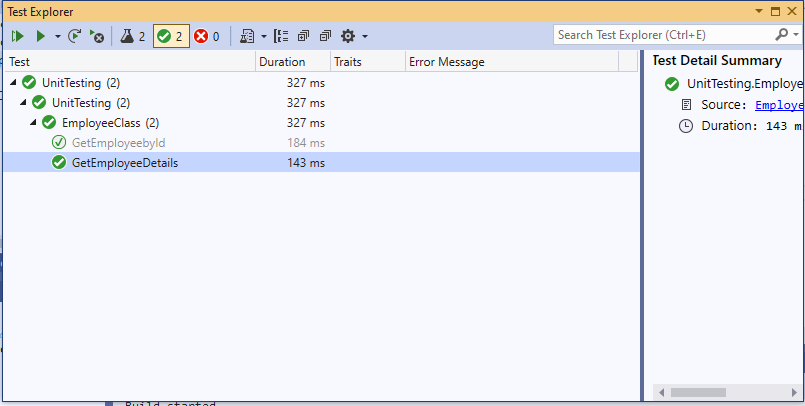 Test Explorer
2 2 0 Search Test Explorer (Ctrl+E)
Test Duration Traits Error Message
UnitTesting (2) 327 ms
UnitTesting (2) 327 ms
EmployeeClass (2) 327 ms
GetEmployeebyId 184 ms
GetEmployeeDetails 143 ms
Test Detail Summary
UnitTesting.Employe
Source: Employe
Duration: 143 m
Build started